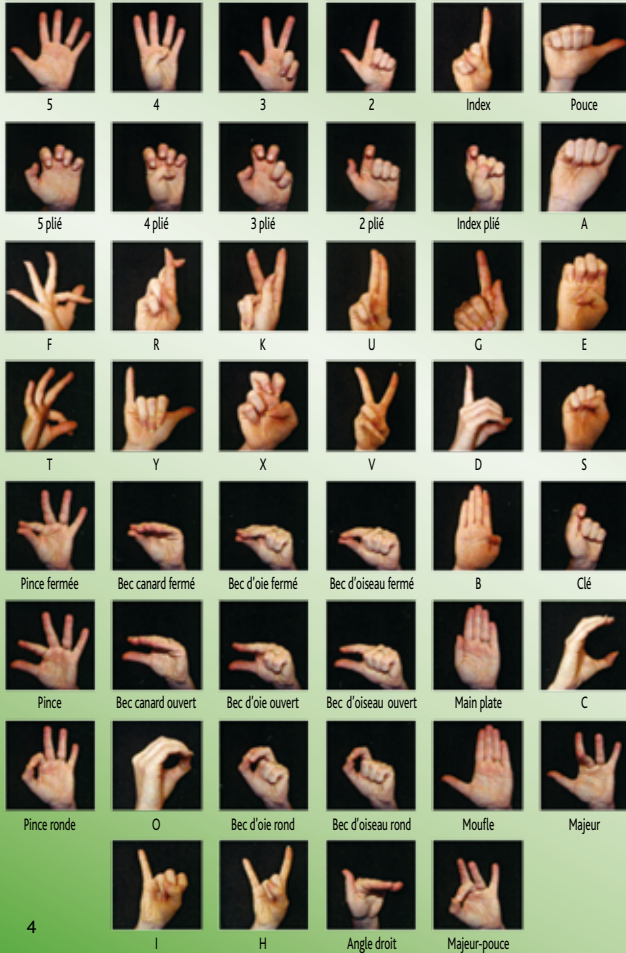 5 4 3 2 Index Pouce
5 plié 4 plié 3 plié 2 plié Index plié A
F R K U G E
T Y X V D S
Pince fermée Bec canard fermé Bec d'oie fermé Bec d'oiseau fermé B Clé
Pince Bec canard ouvert Bec d'oie ouvert Bec d'oiseau ouvert Main plate C
Pince ronde O Bec d'oie rond Bec d'oiseau rond Moufle Majeur
I H Angle droit Majeur-pouce
4